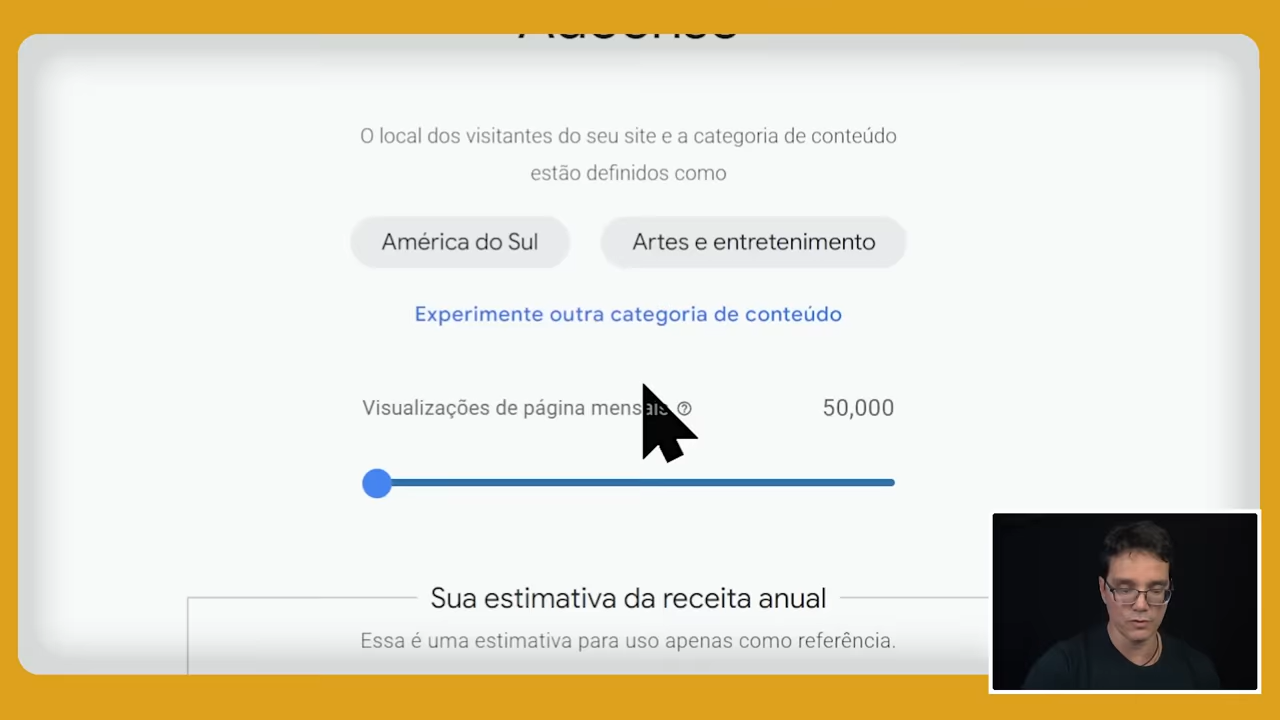 O local dos visitantes do seu site e a categoria de conteúdo
estão definidos como
América do Sul Artes e entretenimento
Experimente outra categoria de conteúdo
Visualizações de página mensais 50,000
Sua estimativa da receita anual
Essa é uma estimativa para uso apenas como referência.